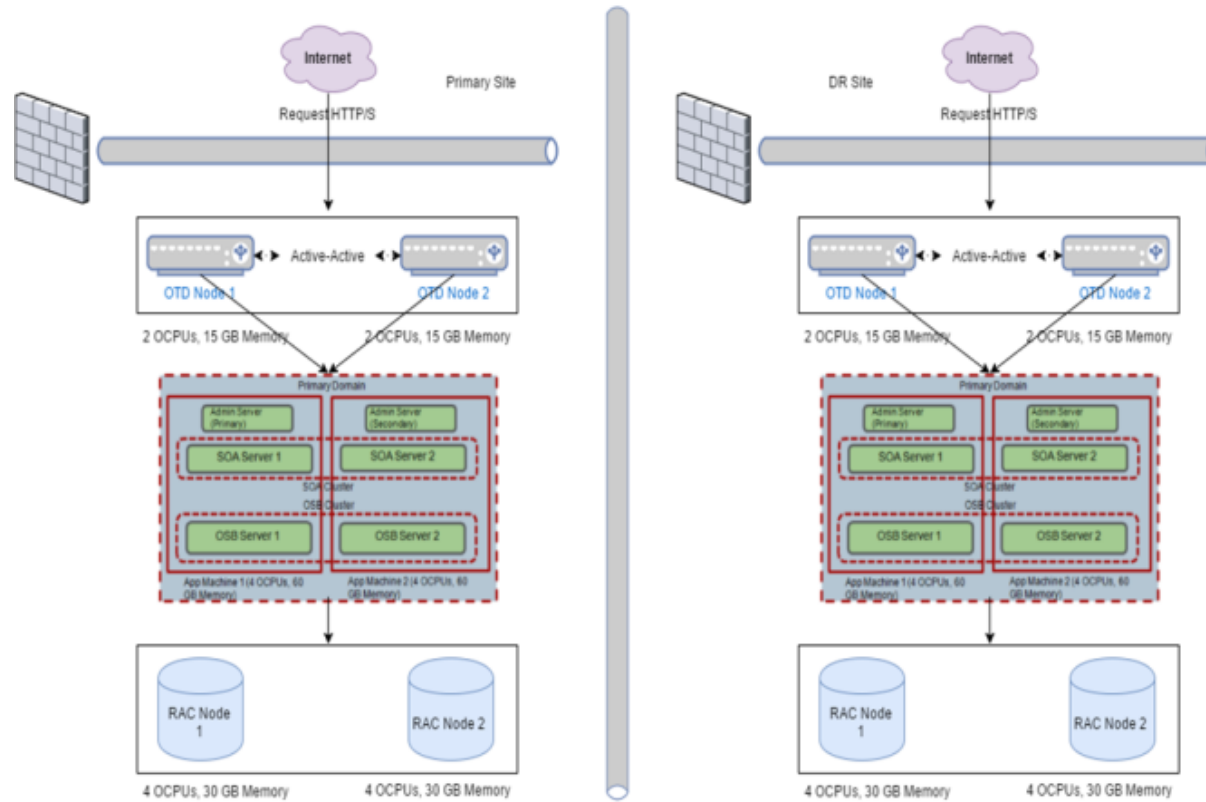 Internet
Primary Site
Request HTTP/S
Active-Active
OTD Node 1
OTD Node 2
2 OCPUs, 15 GB Memory
2 OCPUs, 15 GB Memory
Primary Domain
Admin Server
(Primary)
Admin Server
(Secondary)
SOA Server 1
SOA Server 2
SOA Cluster
OSB Cluster
OSB Server 1
OSB Server 2
App Machine 1 (4 OCPUs, 60
GB Memory)
App Machine 2 (4 OCPUs, 60
GB Memory)
RAC Node
1
RAC Node 2
4 OCPUs, 30 GB Memory
4 OCPUs, 30 GB Memory
Internet
DR Site
Request HTTP/S
Active-Active
OTD Node 1
OTD Node 2
2 OCPUs, 15 GB Memory
2 OCPUs, 15 GB Memory
Primary Domain
Admin Server
(Primary)
Admin Server
(Secondary)
SOA Server 1
SOA Server 2
SOA Cluster
OSB Cluster
OSB Server 1
OSB Server 2
App Machine 1 (4 OCPUs, 60
GB Memory)
App Machine 2 (4 OCPUs, 60
GB Memory)
RAC Node
1
RAC Node 2
4 OCPUs, 30 GB Memory
4 OCPUs, 30 GB Memory